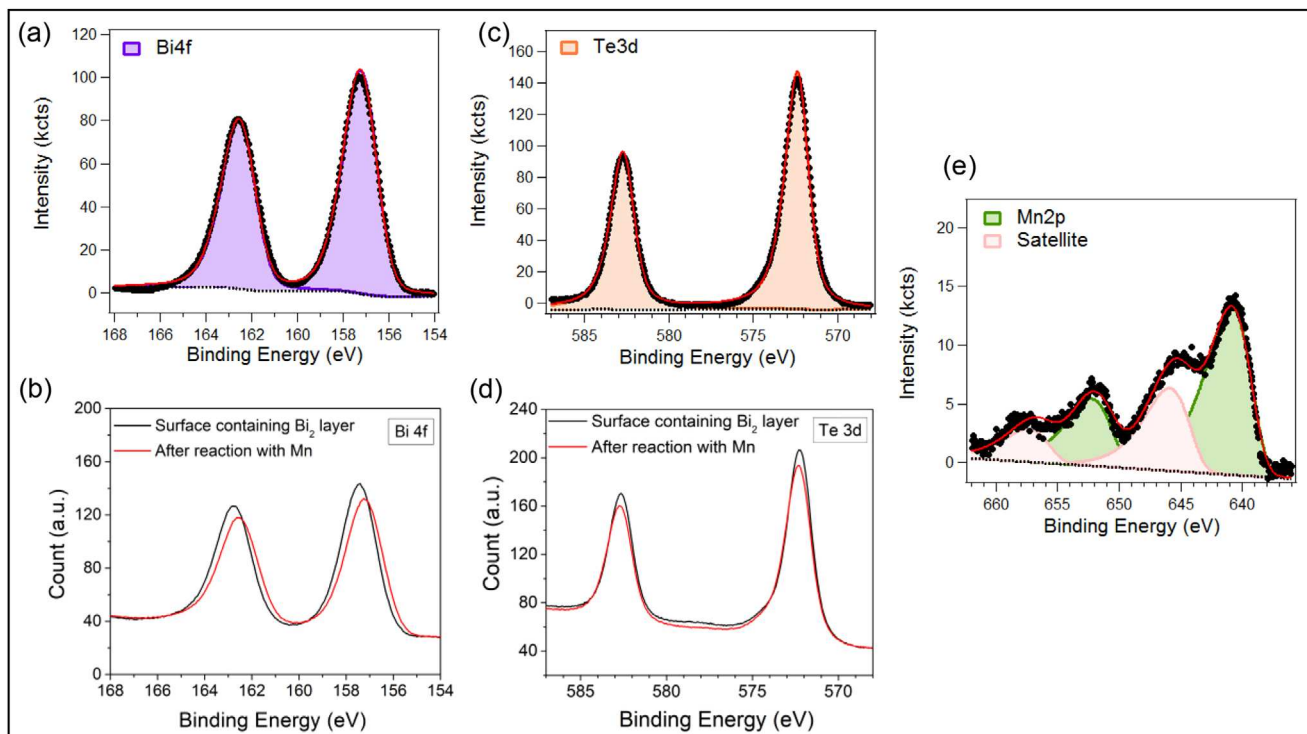 (a)
Bi4f
120
100
80
60
40
20
0
Intensity (kcts)
168 166 164 162 160 158 156 154
Binding Energy (eV)
(c)
Te3d
160
140
120
100
80
60
40
20
0
Intensity (kcts)
585 580 575 570
Binding Energy (eV)
(b)
200
160
120
80
40
0
Count (a.u.)
Surface containing Bi₂ layer
After reaction with Mn
Bi 4f
168 166 164 162 160 158 156 154
Binding Energy (eV)
(d)
240
200
160
120
80
40
Count (a.u.)
Surface containing Bi₂ layer
After reaction with Mn
Te 3d
585 580 575 570
Binding Energy (eV)
(e)
Mn2p
Satellite
20
15
10
5
0
Intensity (kcts)
660 655 650 645 640
Binding Energy (eV)